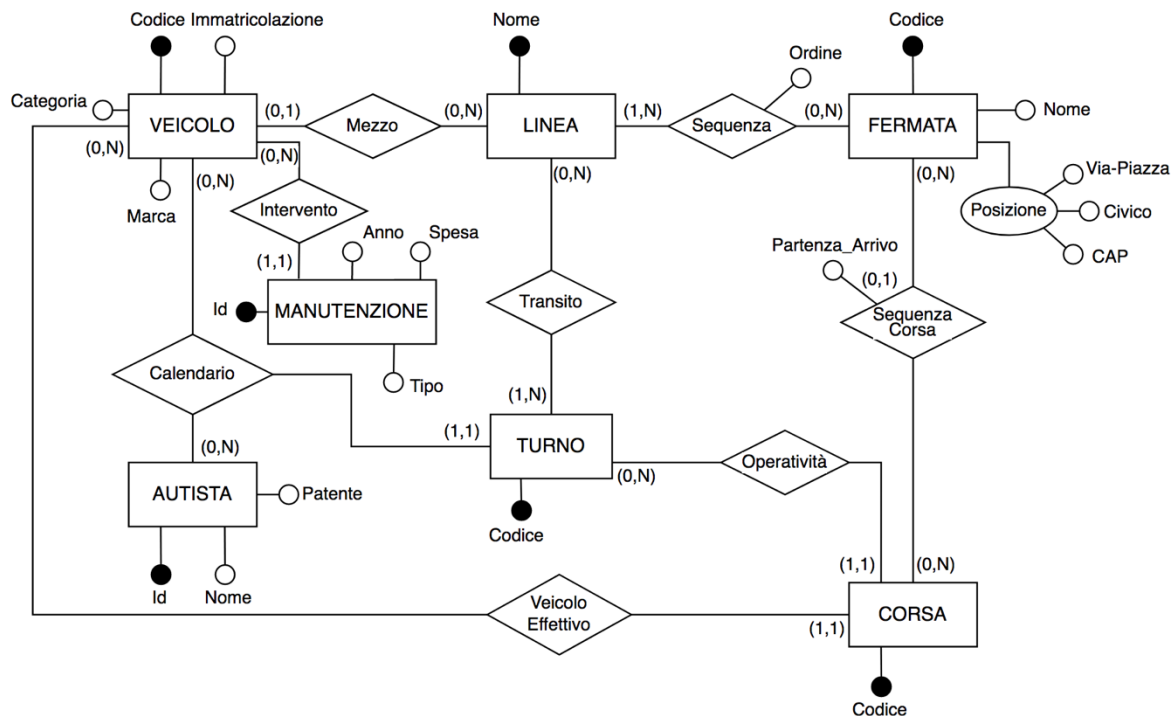 Codice Immatricolazione
Nome
Codice
Ordine
Categoria
VEICOLO
(0,1)
Mezzo
(0,N)
LINEA
(1,N)
Sequenza
(0,N)
FERMATA
Nome
(0,N)
(0,N)
(0,N)
(0,N)
(0,N)
Via-Piazza
Marca
Intervento
Posizione
Civico
Anno
Spesa
Partenza_Arrivo
CAP
(1,1)
(0,1)
Id
MANUTENZIONE
Transito
Sequenza
Corsa
Calendario
Tipo
(1,N)
(0,N)
(1,1)
TURNO
(0,N)
Operatività
AUTISTA
Patente
Codice
(1,1)
(0,N)
Id
Nome
Veicolo
Effettivo
CORSA
(1,1)
Codice